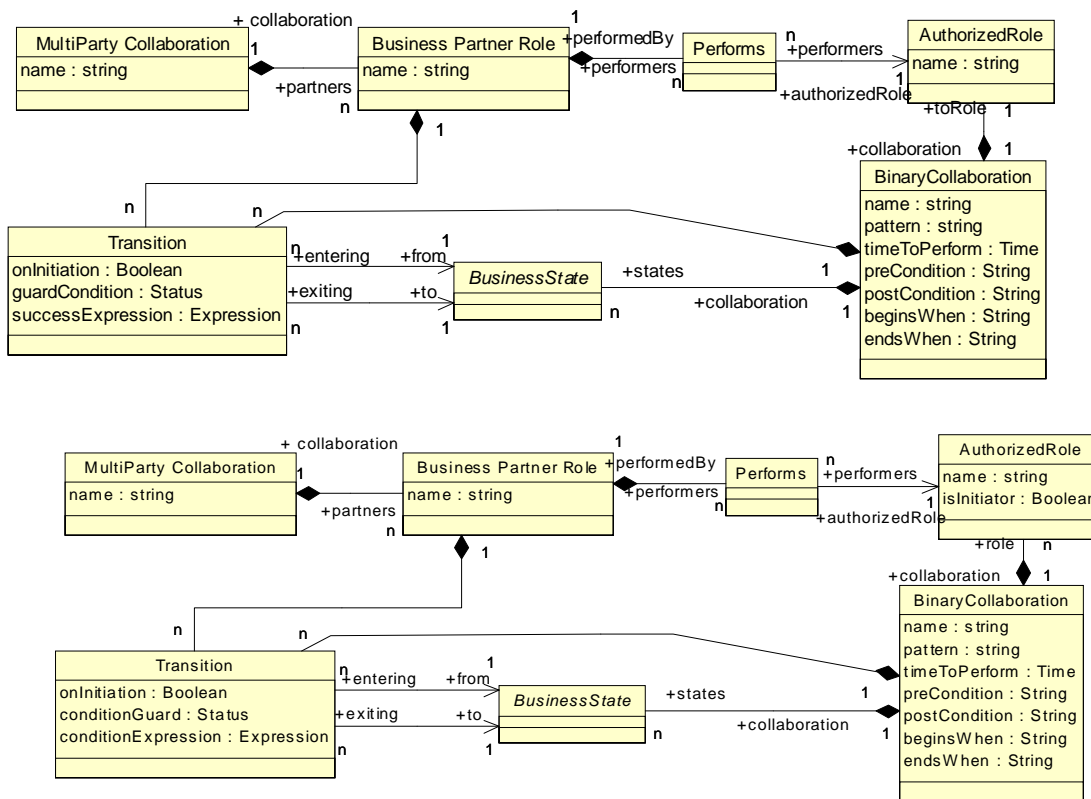 + collaboration
1
MultiParty Collaboration
name : string
1
+partners
n
Business Partner Role
name : string
1
+performedBy
+performers
n
Performs
n
+performers
1
+authorizedRole
AuthorizedRole
name : string
+toRole
1
+collaboration
1
BinaryCollaboration
name : string
pattern : string
timeToPerform : Time
preCondition : String
postCondition : String
beginsWhen : String
endsWhen : String
n
n
Transition
onInitiation : Boolean
guardCondition : Status
successExpression : Expression
n
+entering
+from
1
+exiting
+to
n
1
BusinessState
+states
1
+collaboration
n
1
+ collaboration
1
MultiParty Collaboration
name : string
1
+partners
n
Business Partner Role
name : string
1
+performedBy
+performers
n
Performs
n
+performers
1
+authorizedRole
AuthorizedRole
name : string
isInitiator : Boolean
+role
n
+collaboration
1
BinaryCollaboration
name : string
pattern : string
timeToPerform : Time
preCondition : String
postCondition : String
beginsWhen : String
endsWhen : String
n
n
Transition
onInitiation : Boolean
conditionGuard : Status
conditionExpression : Expression
n
+entering
+from
1
+exiting
+to
n
1
BusinessState
+states
1
+collaboration
n
1